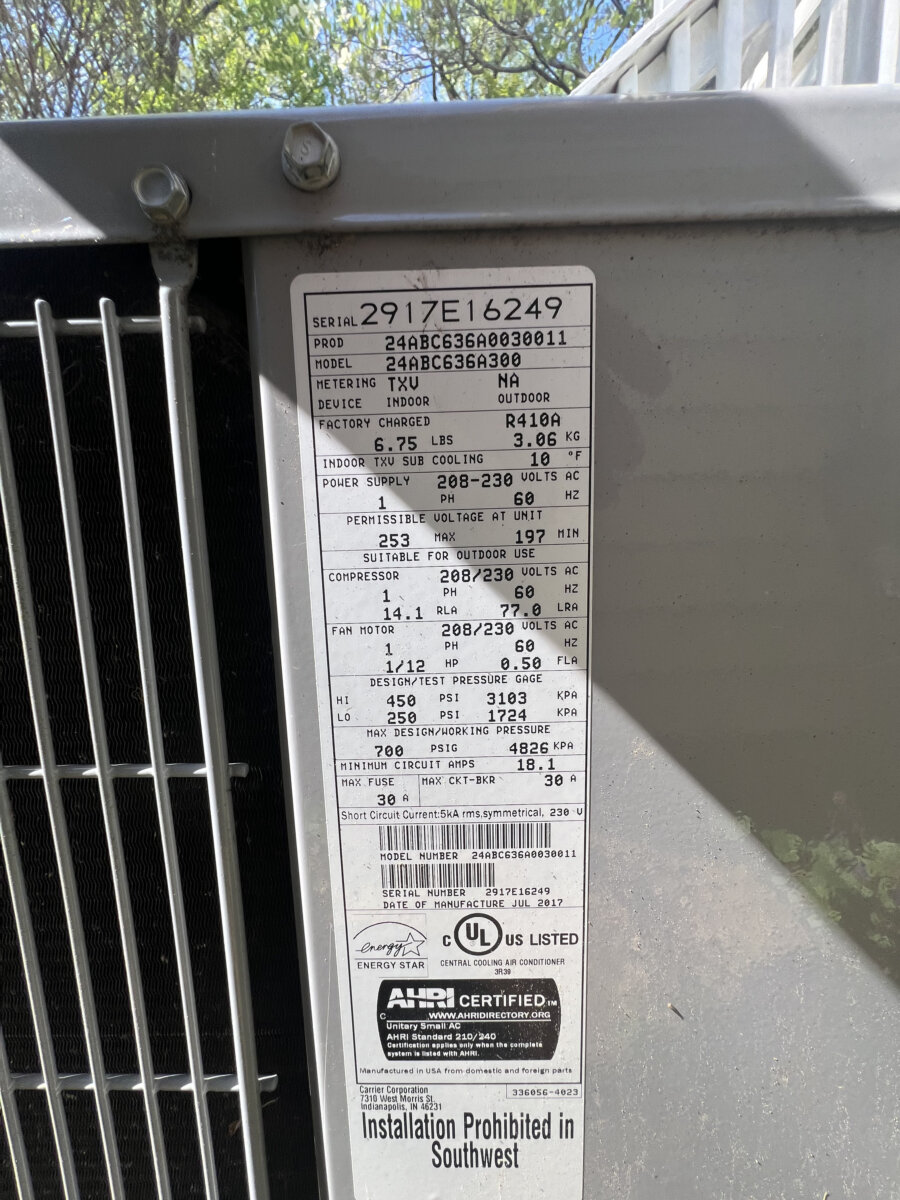 SERIAL 2917E16249
PROD 24ABC636A0030011
MODEL 24ABC636A300
METERING TXV NA
DEVICE INDOOR OUTDOOR
FACTORY CHARGED R410A
6.75 LBS 3.06 KG
INDOOR TXV SUB COOLING 10 °F
POWER SUPPLY 208-230 VOLTS AC
1 PH 60 HZ
PERMISSIBLE VOLTAGE AT UNIT
253 MAX 197 MIN
SUITABLE FOR OUTDOOR USE
COMPRESSOR 208/230 VOLTS AC
1 PH 60 HZ
14.1 RLA 77.0 LRA
FAN MOTOR 208/230 VOLTS AC
1 PH 60 HZ
1/12 HP 0.50 FLA
DESIGN/TEST PRESSURE GAGE
HI 450 PSI 3103 KPA
LO 250 PSI 1724 KPA
MAX DESIGN/WORKING PRESSURE
700 PSIG 4826 KPA
MINIMUM CIRCUIT AMPS 18.1
MAX FUSE MAX CKT-BKR 30 A
30 A
Short Circuit Current:5kA rms,symmetrical, 230 V
MODEL NUMBER 24ABC636A0030011
SERIAL NUMBER 2917E16249
DATE OF MANUFACTURE JUL 2017
energy
ENERGY STAR
C UL US LISTED
CENTRAL COOLING AIR CONDITIONER
3R39
AHRI CERTIFIED TM
C WWW.AHRIDIRECTORY.ORG
Unitary Small AC
AHRI Standard 210/240
Certification applies only when the complete
system is listed with AHRI.
Manufactured in USA from domestic and foreign parts
Carrier Corporation 336056-4023
7310 West Morris St.
Indianapolis, IN 46231
Installation Prohibited in
Southwest